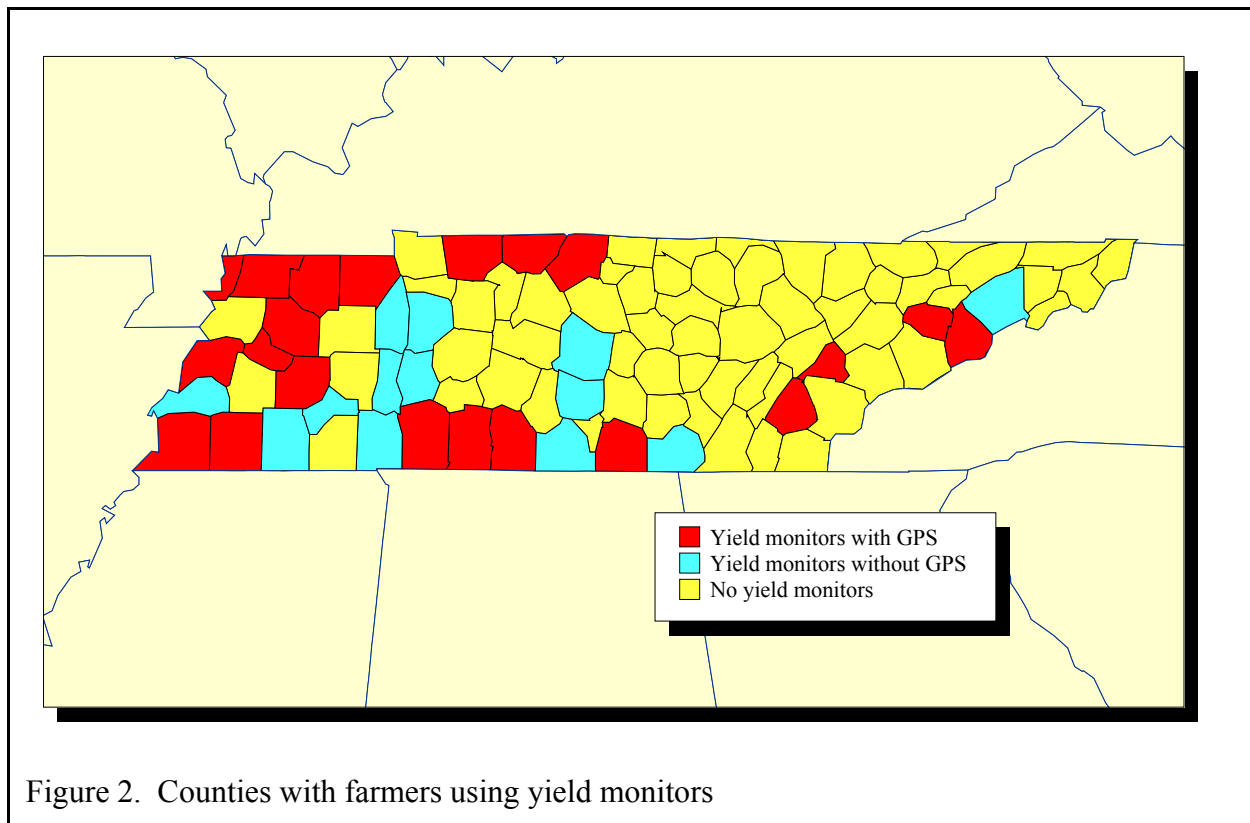 Yield monitors with GPS
Yield monitors without GPS
No yield monitors
Figure 2. Counties with farmers using yield monitors